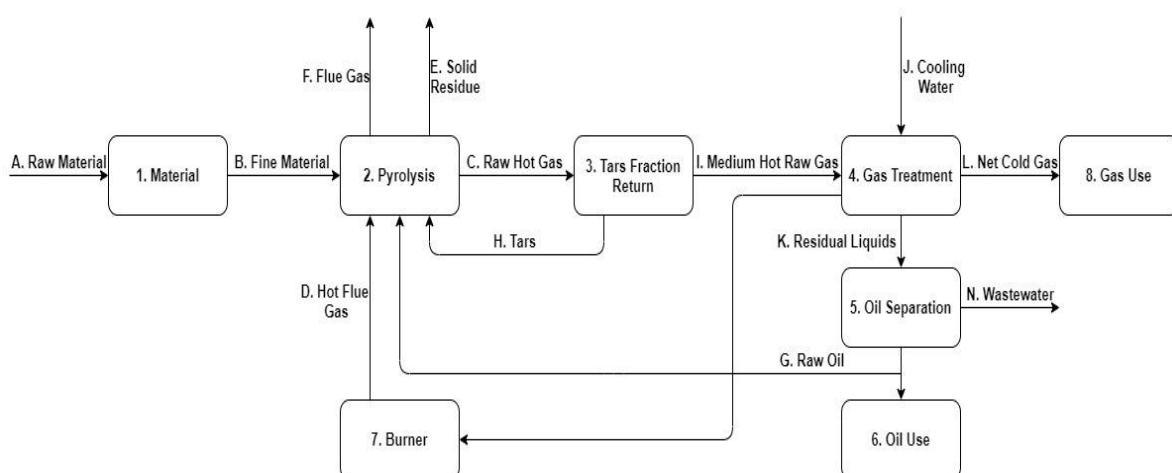 F. Flue Gas
E. Solid
Residue
J. Cooling
Water
A. Raw Material
1. Material
B. Fine Material
2. Pyrolysis
C. Raw Hot Gas
3. Tars Fraction
Return
I. Medium Hot Raw Gas
4. Gas Treatment
L. Net Cold Gas
8. Gas Use
H. Tars
K. Residual Liquids
D. Hot Flue
Gas
5. Oil Separation
N. Wastewater
G. Raw Oil
7. Burner
6. Oil Use